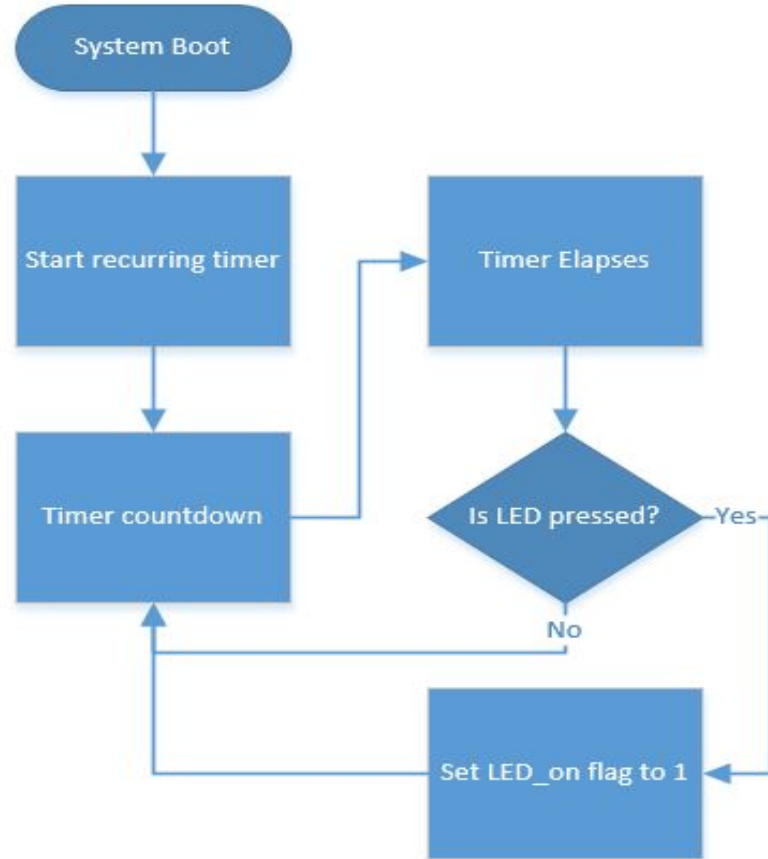 System Boot
Start recurring timer
Timer Elapses
Timer countdown
Is LED pressed?
Yes
No
Set LED_on flag to 1